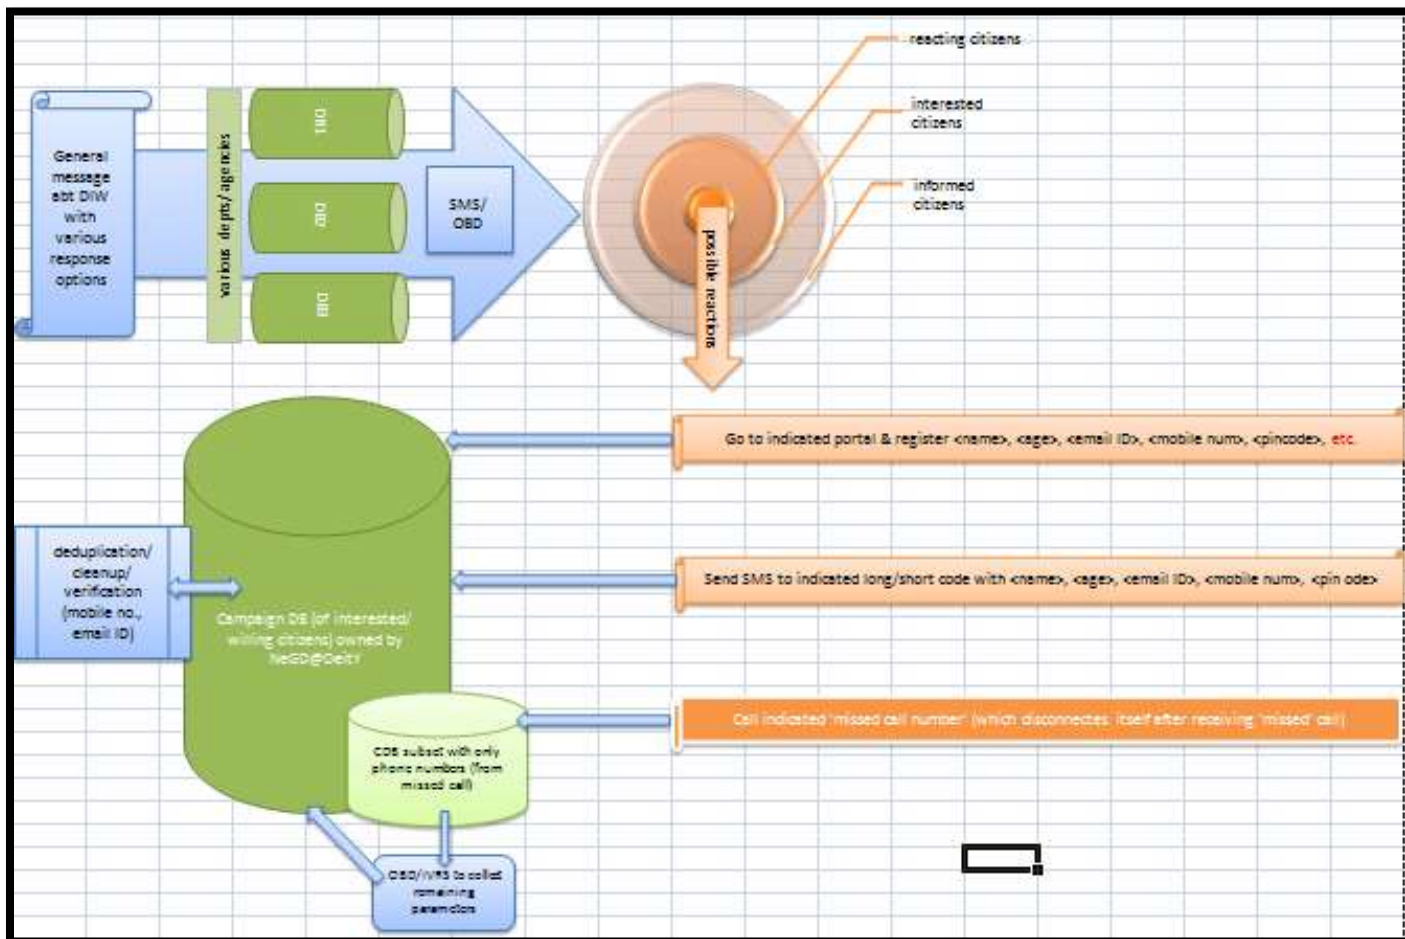 reacting citizens
interested
citizens
informed
citizens
General
message
abt DIW
with
various
response
options
various depts/agencies
DB1
DB2
DB3
SMS/
OBD
possible reactions
Go to indicated portal & register <name>, <age>, <email ID>, <mobile num>, <pincode>, etc.
deduplication/
cleanup/
verification
(mobile no.,
email ID)
Send SMS to indicated long/short code with <name>, <age>, <email ID>, <mobile num>, <pin ode>
Campaign DB (of interested/
willing citizens) owned by
NeGD@DeitY
Call indicated 'missed call number' (which disconnectes itself after receiving 'missed' call)
CDB subset with only
phone numbers (from
missed call)
OBD/IVRS to collect
remaining
parameters